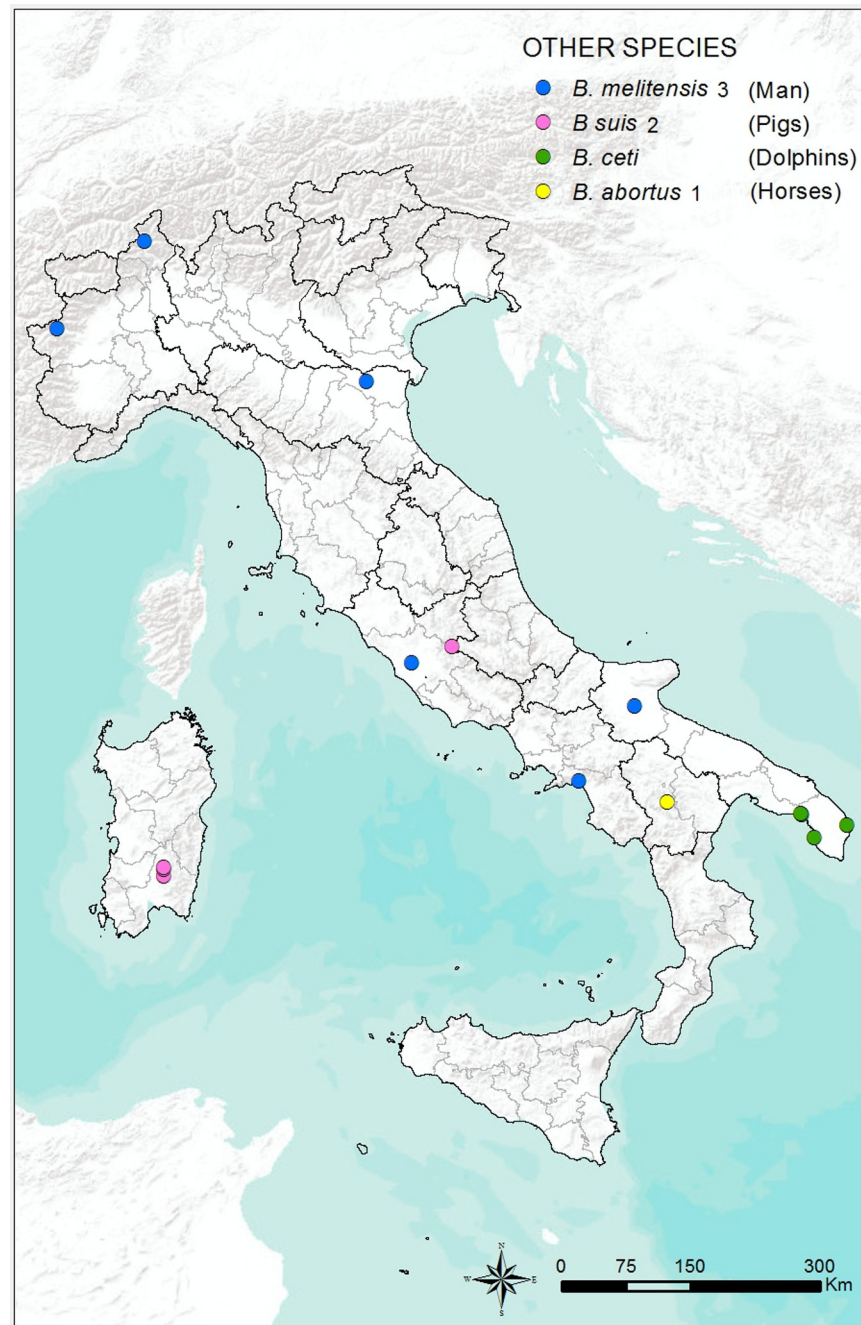 OTHER SPECIES
B. melitensis 3 (Man)
B suis 2 (Pigs)
B. ceti (Dolphins)
B. abortus 1 (Horses)
N
W E
S
0 75 150 300
Km